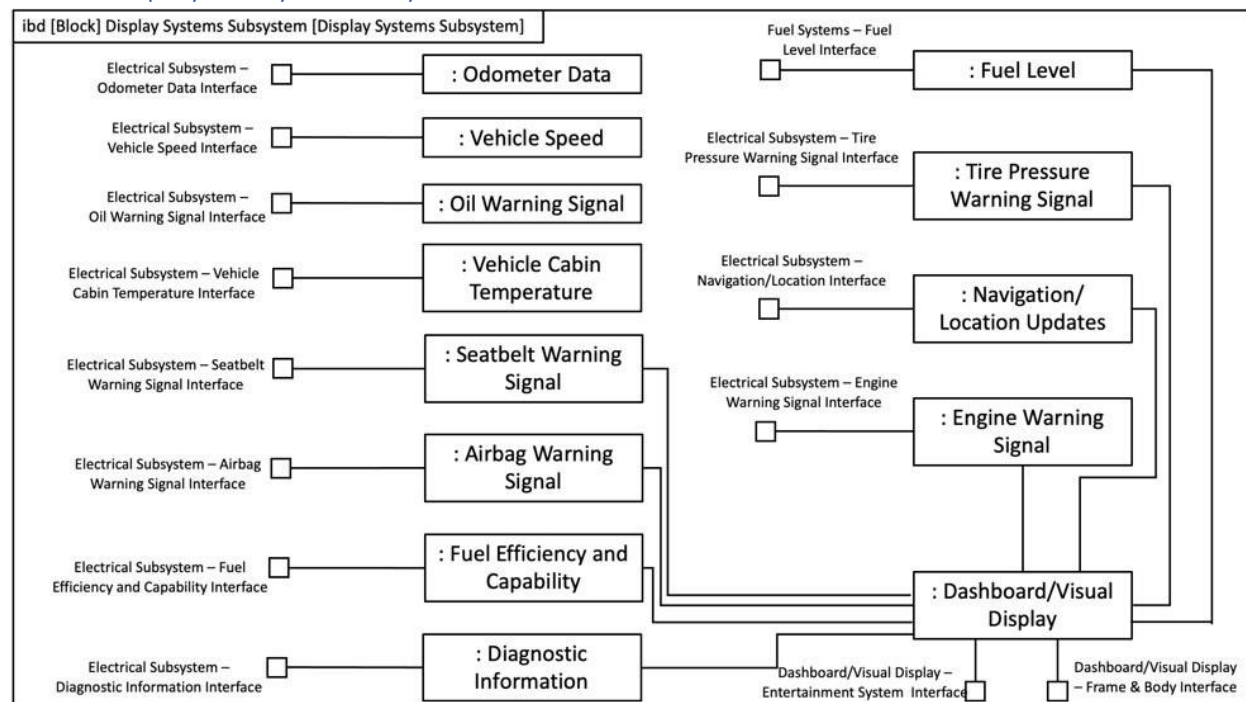 ibd [Block] Display Systems Subsystem [Display Systems Subsystem]
Electrical Subsystem –
Odometer Data Interface
: Odometer Data
Electrical Subsystem –
Vehicle Speed Interface
: Vehicle Speed
Electrical Subsystem –
Oil Warning Signal Interface
: Oil Warning Signal
Electrical Subsystem – Vehicle
Cabin Temperature Interface
: Vehicle Cabin
Temperature
Electrical Subsystem – Seatbelt
Warning Signal Interface
: Seatbelt Warning
Signal
Electrical Subsystem – Airbag
Warning Signal Interface
: Airbag Warning
Signal
Electrical Subsystem – Fuel
Efficiency and Capability Interface
: Fuel Efficiency and
Capability
Electrical Subsystem –
Diagnostic Information Interface
: Diagnostic
Information
Fuel Systems – Fuel
Level Interface
: Fuel Level
Electrical Subsystem – Tire
Pressure Warning Signal Interface
: Tire Pressure
Warning Signal
Electrical Subsystem –
Navigation/Location Interface
: Navigation/
Location Updates
Electrical Subsystem – Engine
Warning Signal Interface
: Engine Warning
Signal
: Dashboard/Visual
Display
Dashboard/Visual Display –
Entertainment System Interface
Dashboard/Visual Display
– Frame & Body Interface